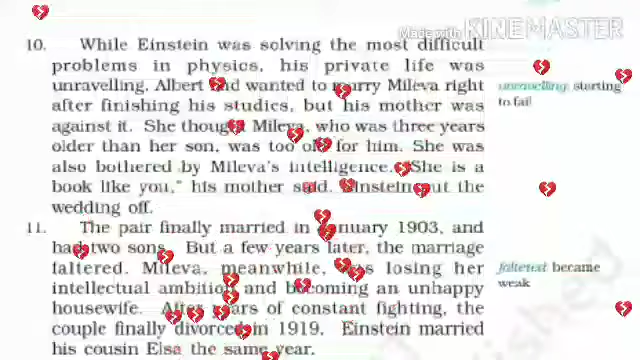 Made with KINEMASTER
10. While Einstein was solving the most difficult
problems in physics, his private life was
unravelling. Albert had wanted to marry Mileva right
after finishing his studies, but his mother was
against it. She thought Mileva, who was three years
older than her son, was too old for him. She was
also bothered by Mileva's intelligence. "She is a
book like you," his mother said. Einstein put the
wedding off.
11. The pair finally married in January 1903, and
had two sons. But a few years later, the marriage
faltered. Mileva, meanwhile, was losing her
intellectual ambition and becoming an unhappy
housewife. After years of constant fighting, the
couple finally divorced in 1919. Einstein married
his cousin Elsa the same year.
unravelling: starting
to fail
faltered: became
weak